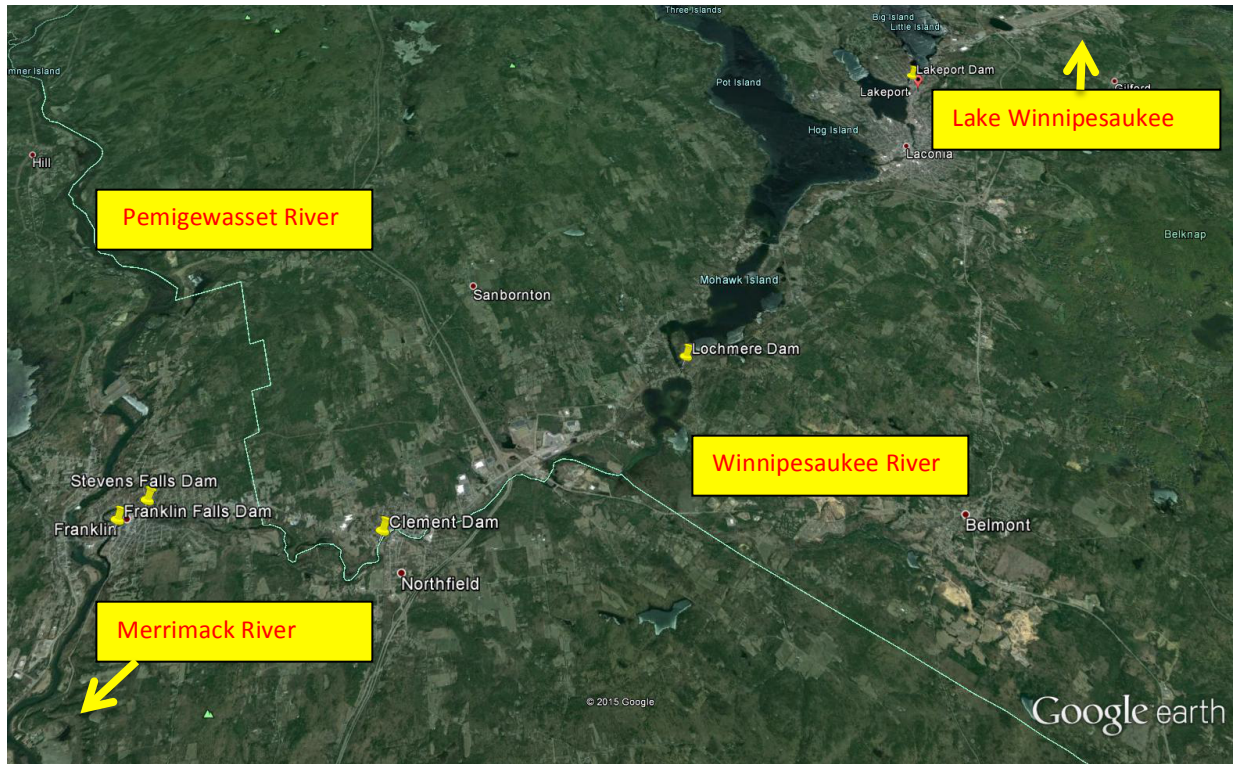 Three Islands
Big Island
Little Island
mner Island
Pot Island
Lakeport Dam
Lakeport
Gilford
Lake Winnipesaukee
Hog Island
Laconia
Hill
Pemigewasset River
Belknap
Mohawk Island
Sanbornton
Lochmere Dam
Winnipesaukee River
Stevens Falls Dam
Franklin Falls Dam
Franklin
Clement Dam
Belmont
Northfield
Merrimack River
© 2015 Google
Google earth